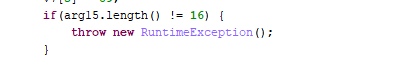 if(arg15.length() != 16) {
throw new RuntimeException();
}